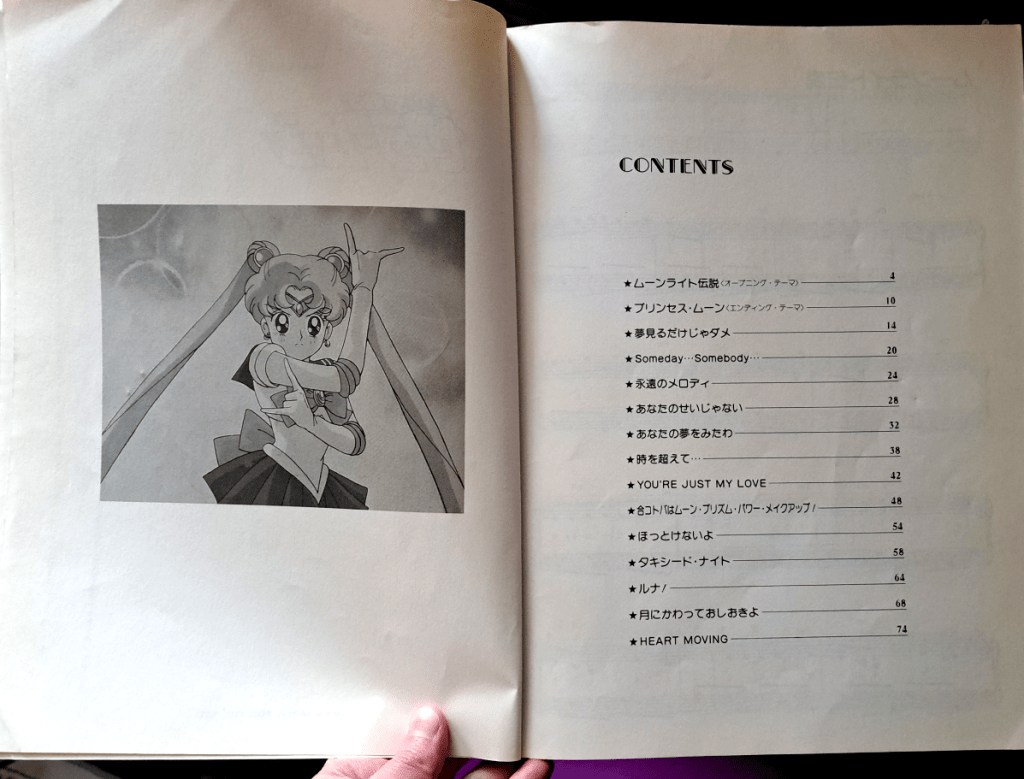 CONTENTS
★ムーンライト伝説〈オープニング・テーマ〉 4
★プリンセス・ムーン〈エンディング・テーマ〉 10
★夢見るだけじゃダメ 14
★Someday…Somebody… 20
★永遠のメロディ 24
★あなたのせいじゃない 28
★あなたの夢をみたわ 32
★時を超えて… 38
★YOU'RE JUST MY LOVE 42
★合コトバはムーン・プリズム・パワー・メイクアップ! 48
★ほっとけないよ 54
★タキシード・ナイト 58
★ルナ! 64
★月にかわっておしおきよ 68
★HEART MOVING 74